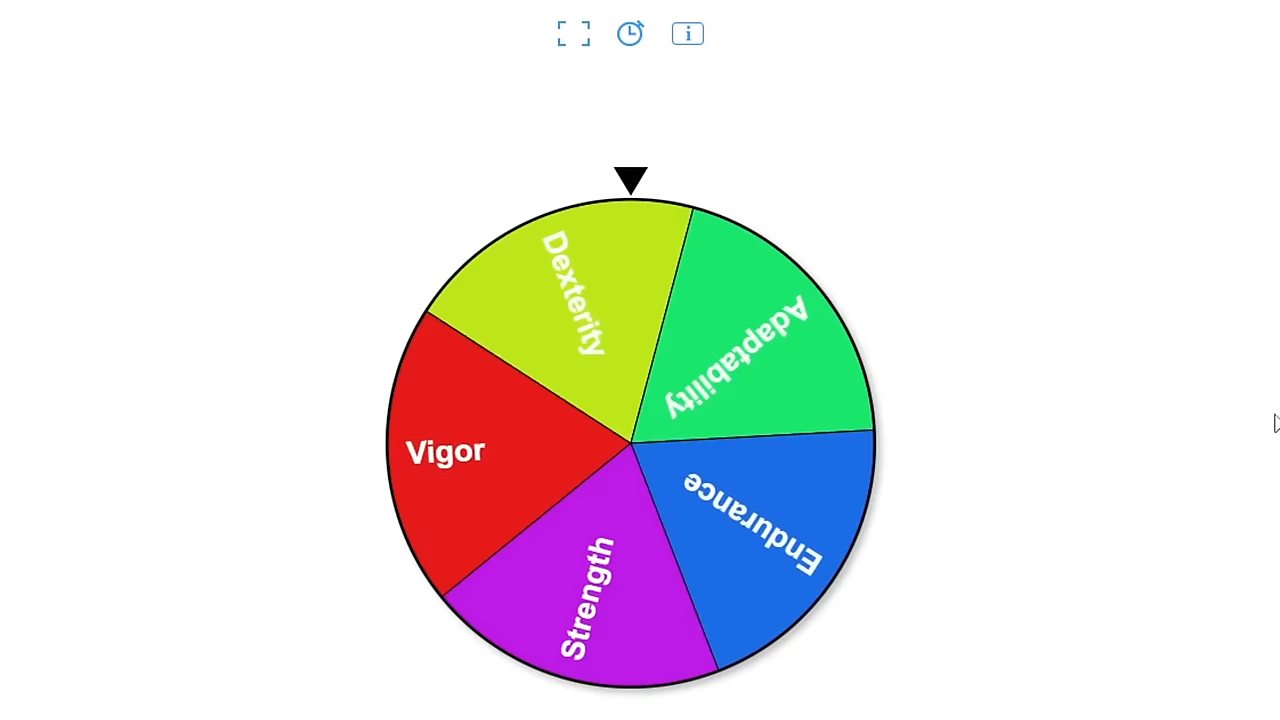 i
Dexterity
Adaptability
Vigor
Endurance
Strength